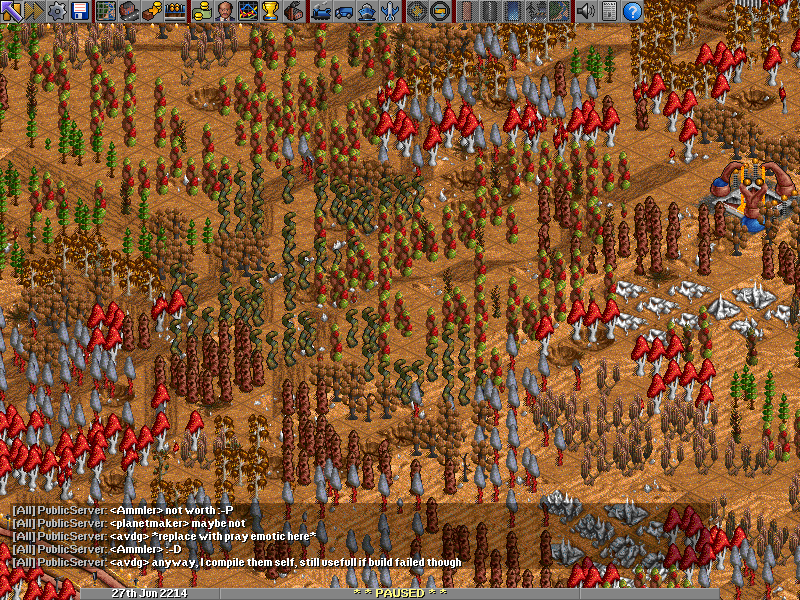 [All] PublicServer: <Ammler> not worth :-P
[All] PublicServer: <planetmaker> maybe not
[All] PublicServer: <avdg> *replace with pray emotic here*
[All] PublicServer: <Ammler> :-D
[All] PublicServer: <avdg> anyway, I compile them self, still usefull if build failed though
27th Jun 2214
* * PAUSED * *